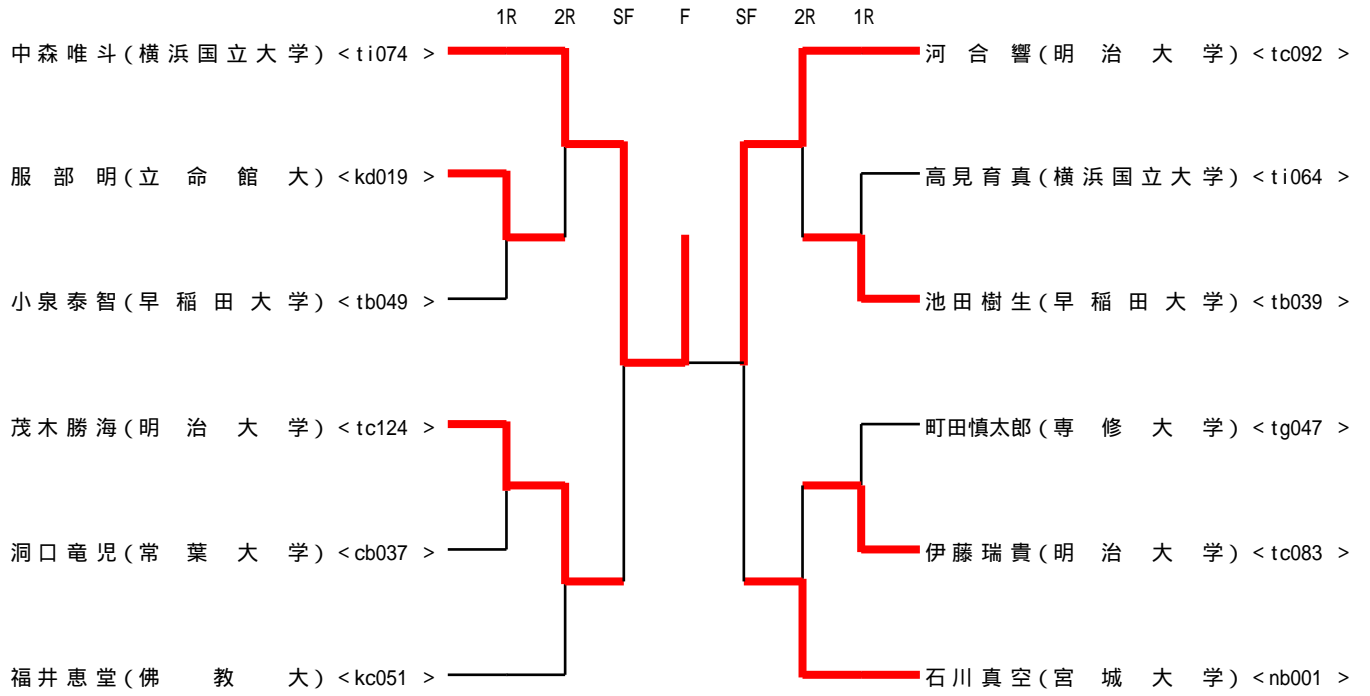 1R 2R SF F SF 2R 1R
中森唯斗(横浜国立大学) <ti074 >
河合響(明治大学) <tc092 >
服部明(立命館大) <kd019 >
高見育真(横浜国立大学) <ti064 >
小泉泰智(早稲田大学) <tb049 >
池田樹生(早稲田大学) <tb039 >
茂木勝海(明治大学) <tc124 >
町田慎太郎(専修大学) <tg047 >
洞口竜児(常葉大学) <cb037 >
伊藤瑞貴(明治大学) <tc083 >
福井恵堂(佛教大) <kc051 >
石川真空(宮城大学) <nb001 >